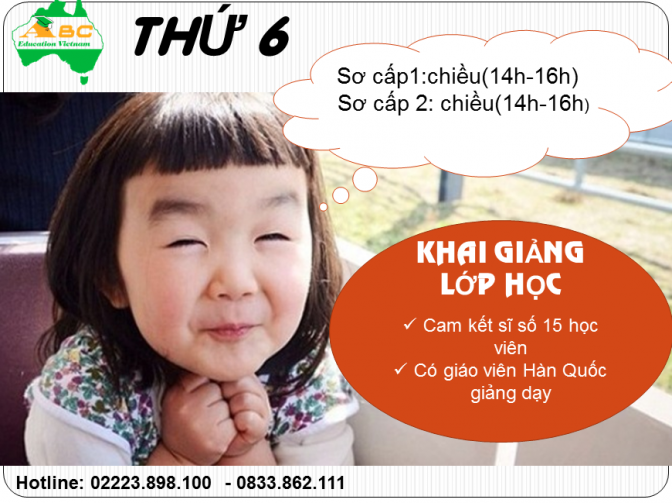 ABC
Education Vietnam
THỨ 6
Sơ cấp1:chiều(14h-16h)
Sơ cấp 2: chiều(14h-16h)
KHAI GIẢNG
LỚP HỌC
✓ Cam kết sĩ số 15 học
viên
✓ Có giáo viên Hàn Quốc
giảng dạy
Hotline: 02223.898.100 - 0833.862.111